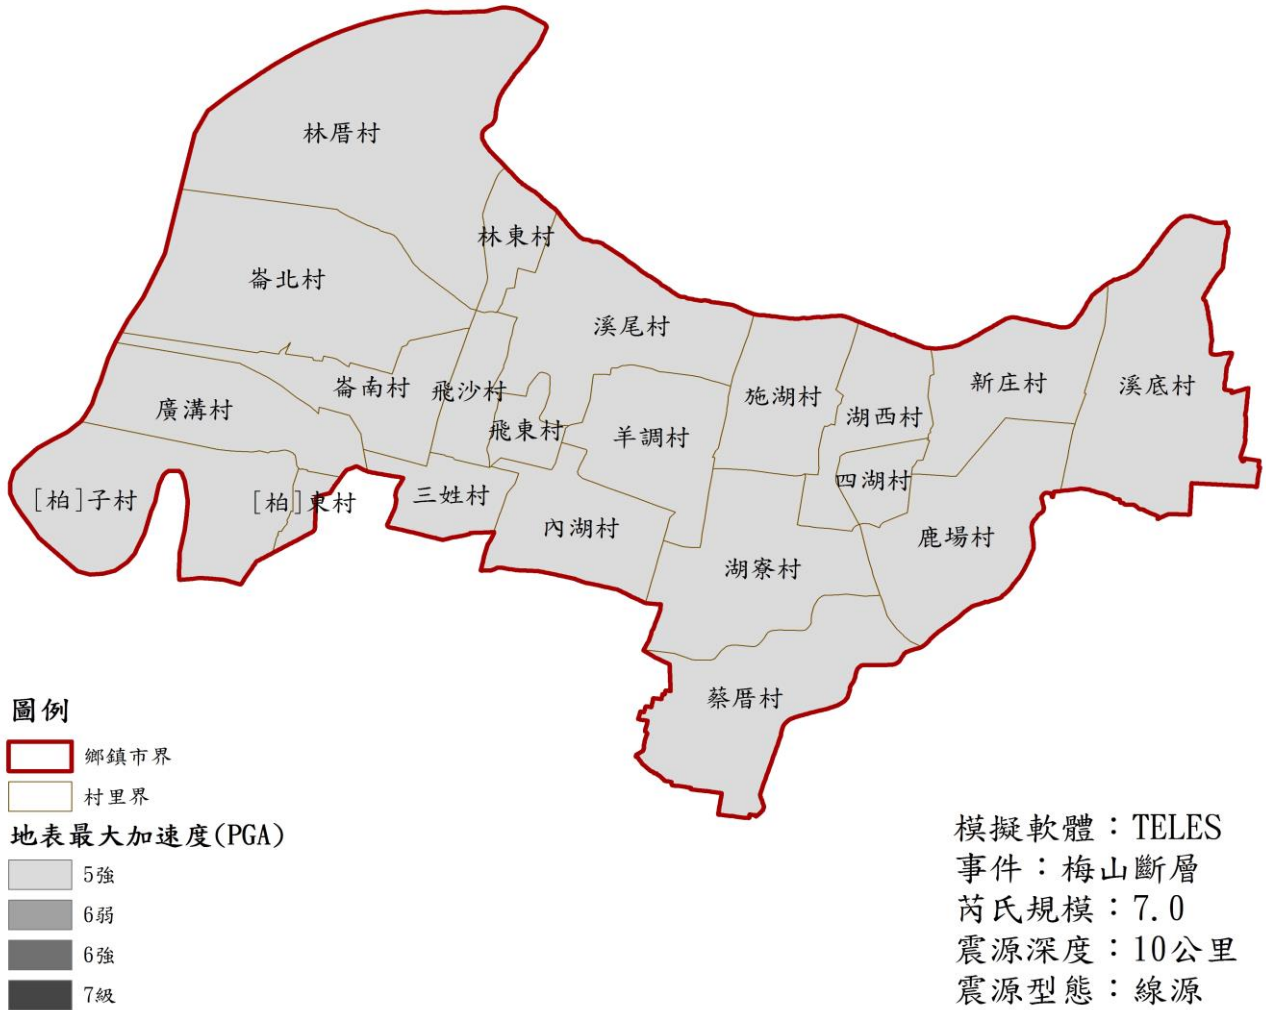 林厝村
林東村
崙北村
溪尾村
崙南村
飛沙村
施湖村
新庄村
溪底村
廣溝村
湖西村
飛東村
羊調村
四湖村
[柏]子村
[柏]東村
三姓村
內湖村
鹿場村
湖寮村
蔡厝村
圖例
鄉鎮市界
村里界
地表最大加速度(PGA)
5強
6弱
6強
7級
模擬軟體：TELES
事件：梅山斷層
芮氏規模：7.0
震源深度：10公里
震源型態：線源